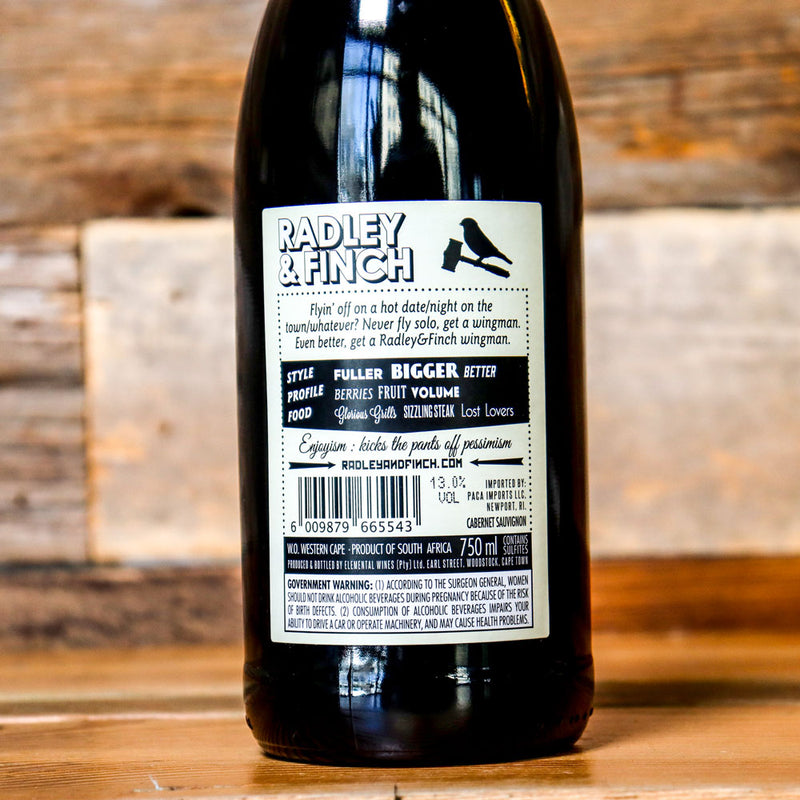 RADLEY
& FINCH
Flyin' off on a hot date/night on the
town/whatever? Never fly solo, get a wingman.
Even better, get a Radley&Finch wingman.
STYLE FULLER BIGGER BETTER
PROFILE BERRIES FRUIT VOLUME
FOOD Glorious Grills SIZZLING STEAK Lost Lovers
Enjoyism : kicks the pants off pessimism
RADLEYANDFINCH.COM
13.0%
VOL
IMPORTED BY:
PACA IMPORTS LLC,
NEWPORT, RI.
CABERNET SAUVIGNON
6 009879 665543
W.O. WESTERN CAPE · PRODUCT OF SOUTH AFRICA 750 ml CONTAINS
SULFITES
PRODUCED & BOTTLED BY ELEMENTAL WINES (Pty) Ltd. EARL STREET, WOODSTOCK, CAPE TOWN
GOVERNMENT WARNING: (1) ACCORDING TO THE SURGEON GENERAL, WOMEN
SHOULD NOT DRINK ALCOHOLIC BEVERAGES DURING PREGNANCY BECAUSE OF THE RISK
OF BIRTH DEFECTS. (2) CONSUMPTION OF ALCOHOLIC BEVERAGES IMPAIRS YOUR
ABILITY TO DRIVE A CAR OR OPERATE MACHINERY, AND MAY CAUSE HEALTH PROBLEMS.